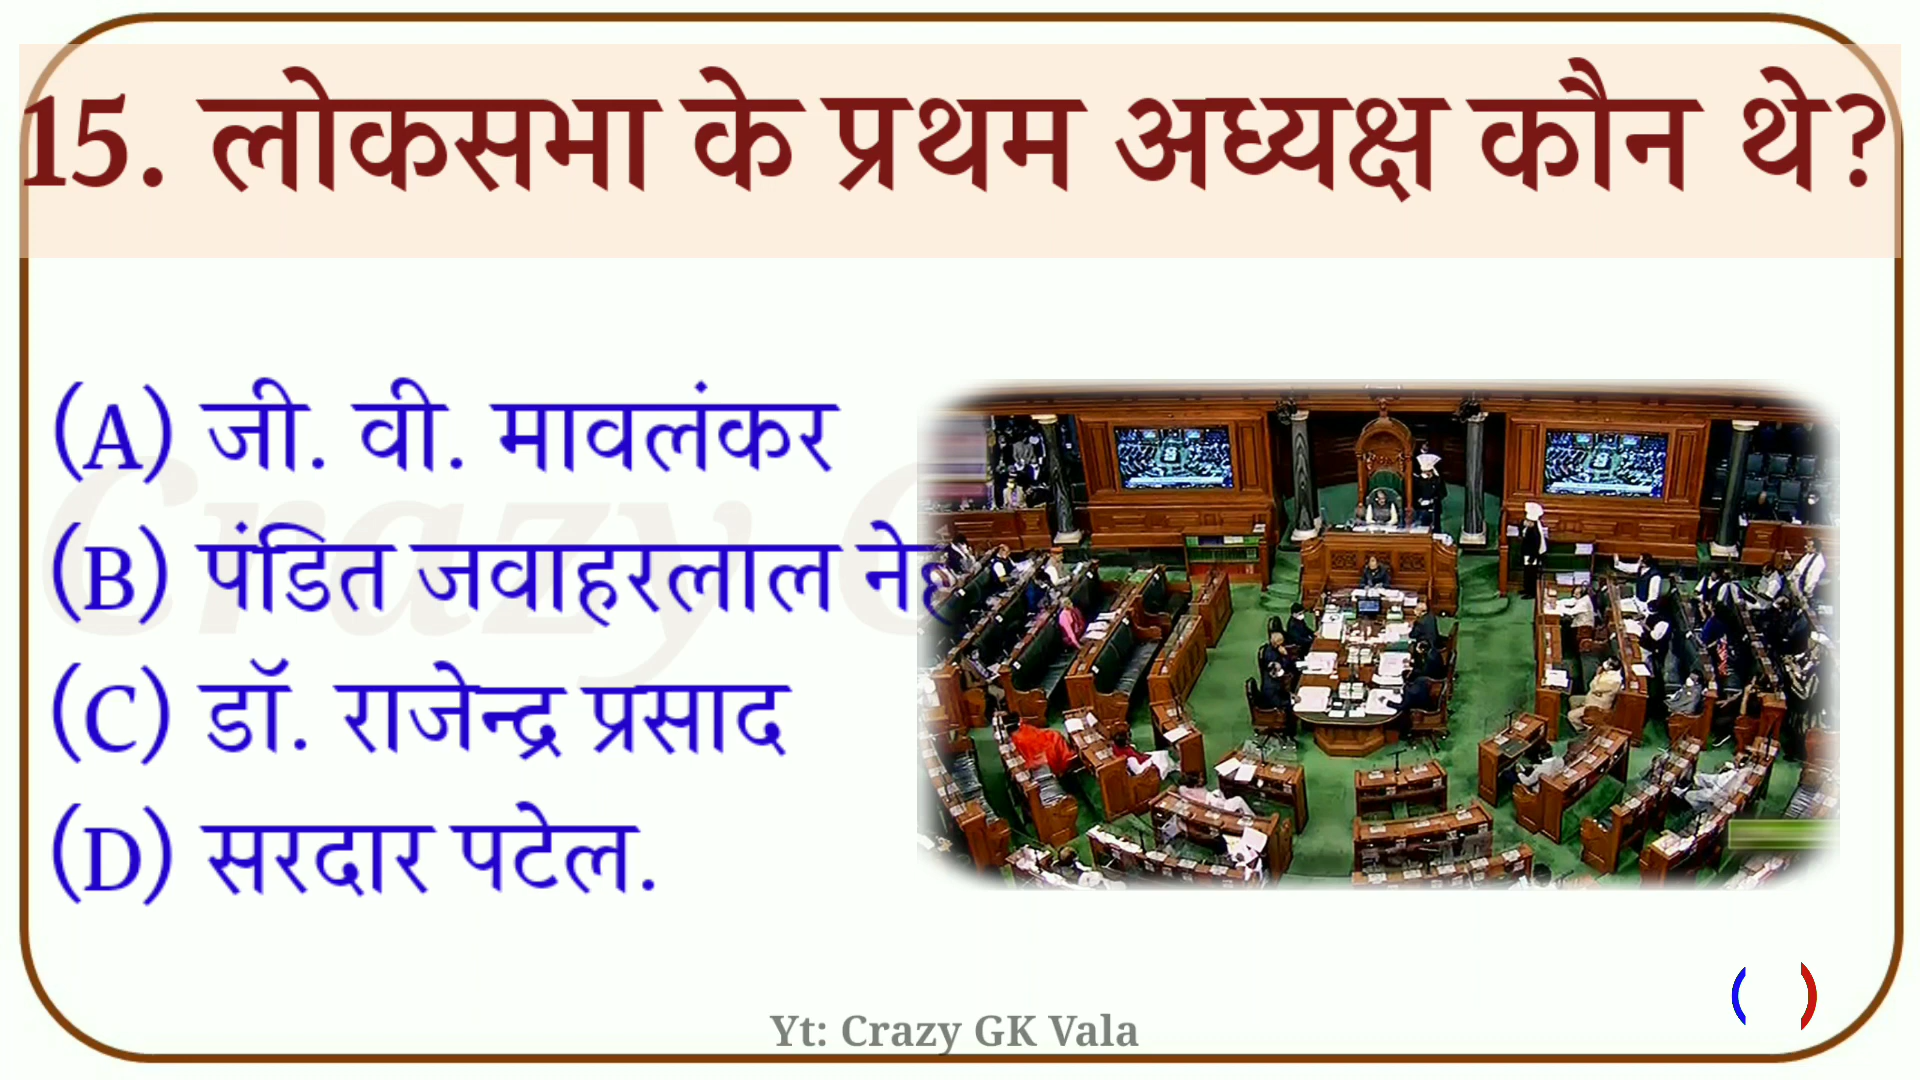 15. लोकसभा के प्रथम अध्यक्ष कौन थे?
(A) जी. वी. मावलंकर
(B) पंडित जवाहरलाल
(C) डॉ. राजेन्द्र प्रसाद
(D) सरदार पटेल.
( )
Yt: Crazy GK Vala